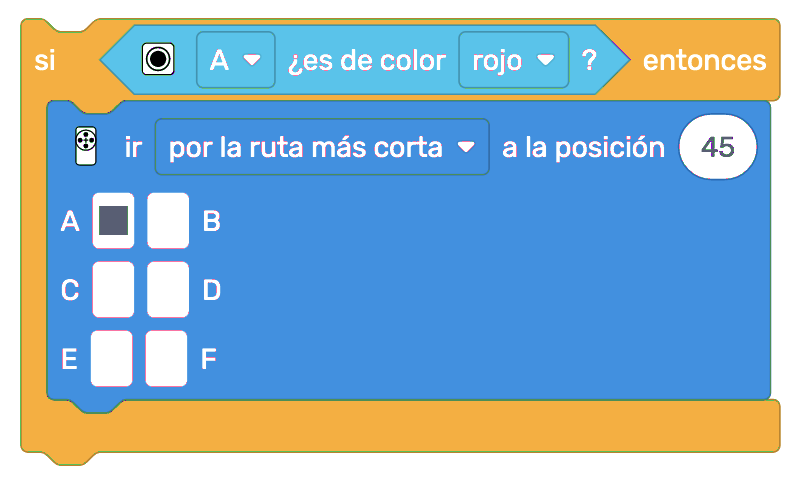 si A ¿es de color rojo ? entonces
ir por la ruta más corta a la posición 45
A B
C D
E F